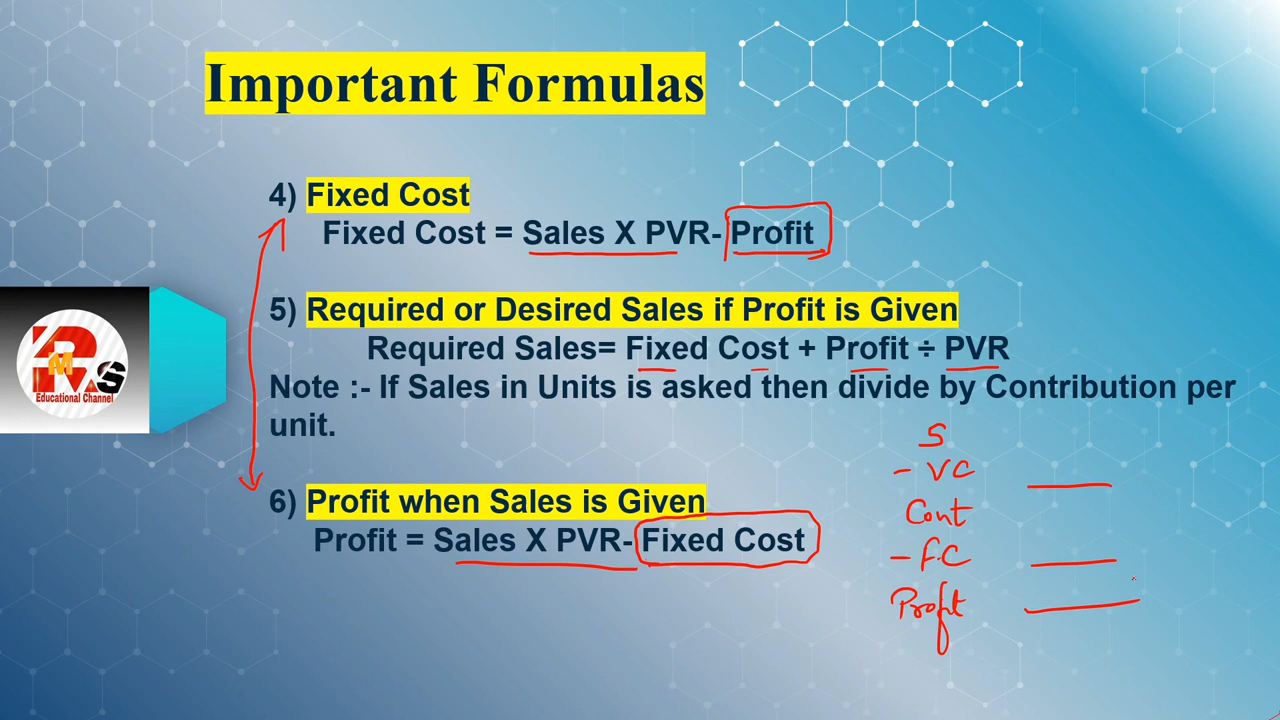 Important Formulas
4) Fixed Cost
Fixed Cost = Sales X PVR- Profit
5) Required or Desired Sales if Profit is Given
Required Sales= Fixed Cost + Profit ÷ PVR
Note :- If Sales in Units is asked then divide by Contribution per
unit.
6) Profit when Sales is Given
Profit = Sales X PVR- Fixed Cost
S
- VC
Cont
- F.C
Profit
RMS
Educational Channel